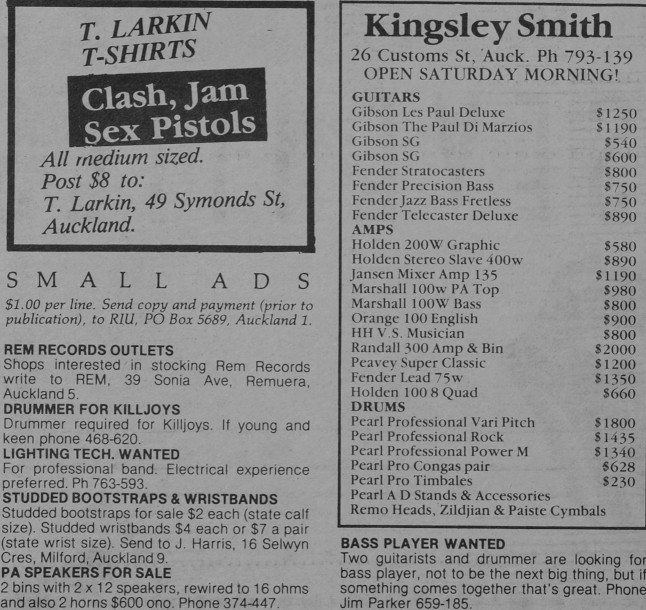 T. LARKIN
T-SHIRTS
Clash, Jam
Sex Pistols
All medium sized.
Post $8 to:
T. Larkin, 49 Symonds St,
Auckland.
SMALL ADS
$1.00 per line. Send copy and payment (prior to
publication), to RIU, PO Box 5689, Auckland 1.
REM RECORDS OUTLETS
Shops interested in stocking Rem Records
write to REM, 39 Sonia Ave, Remuera,
Auckland 5.
DRUMMER FOR KILLJOYS
Drummer required for Killjoys. If young and
keen phone 468-620.
LIGHTING TECH. WANTED
For professional band. Electrical experience
preferred. Ph 763-593.
STUDDED BOOTSTRAPS & WRISTBANDS
Studded bootstraps for sale $2 each (state calf
size). Studded wristbands $4 each or $7 a pair
(state wrist size). Send to J. Harris, 16 Selwyn
Cres, Milford, Auckland 9.
PA SPEAKERS FOR SALE
2 bins with 2 x 12 speakers, rewired to 16 ohms
and also 2 horns $600 ono. Phone 374-447.
Kingsley Smith
26 Customs St, Auck. Ph 793-139
OPEN SATURDAY MORNING!
GUITARS
Gibson Les Paul Deluxe $1250
Gibson The Paul Di Marzios $1190
Gibson SG $540
Gibson SG $600
Fender Stratocasters $800
Fender Precision Bass $750
Fender Jazz Bass Fretless $750
Fender Telecaster Deluxe $890
AMPS
Holden 200W Graphic $580
Holden Stereo Slave 400w $890
Jansen Mixer Amp 135 $1190
Marshall 100w PA Top $980
Marshall 100W Bass $800
Orange 100 English $900
HH V.S. Musician $800
Randall 300 Amp & Bin $2000
Peavey Super Classic $1200
Fender Lead 75w $1350
Holden 100 8 Quad $660
DRUMS
Pearl Professional Vari Pitch $1800
Pearl Professional Rock $1435
Pearl Professional Power M $1340
Pearl Pro Congas pair $628
Pearl Pro Timbales $230
Pearl A D Stands & Accessories
Remo Heads, Zildjian & Paiste Cymbals
BASS PLAYER WANTED
Two guitarists and drummer are looking for
bass player, not to be the next big thing, but if
something comes together that's great. Phone
Jim Parker 659-185.